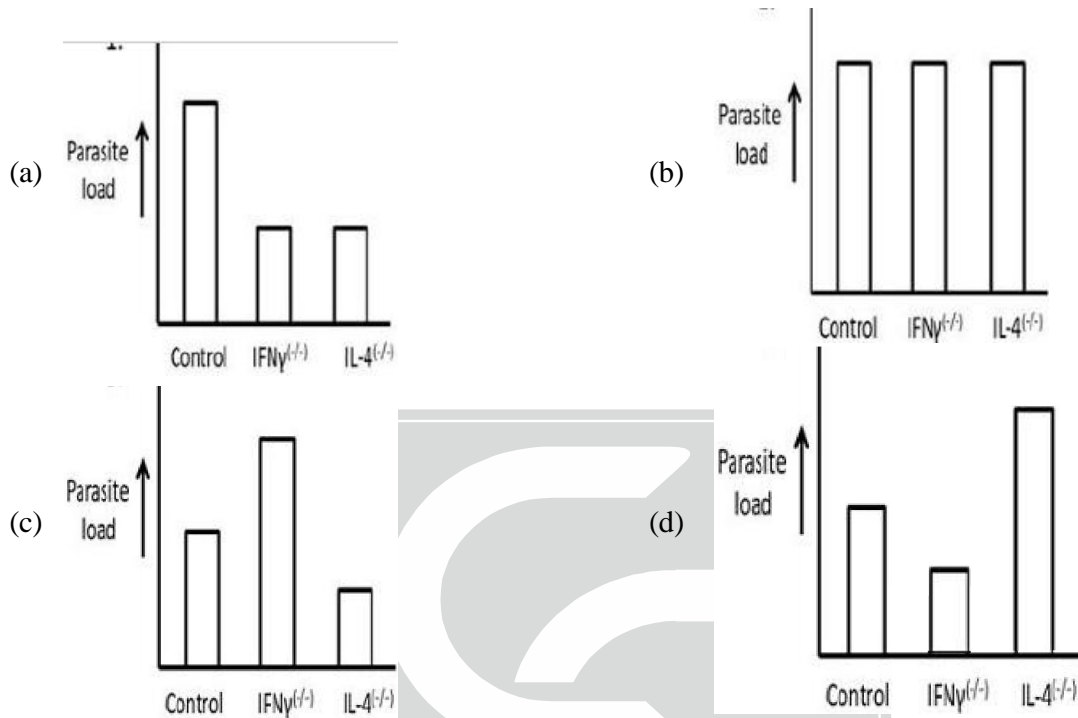 1.
(a)
Parasite
load
Control IFNγ(-/-) IL-4(-/-)
(b)
Parasite
load
Control IFNγ(-/-) IL-4(-/-)
(c)
Parasite
load
Control IFNγ(-/-) IL-4(-/-)
(d)
Parasite
load
Control IFNγ(-/-) IL-4(-/-)